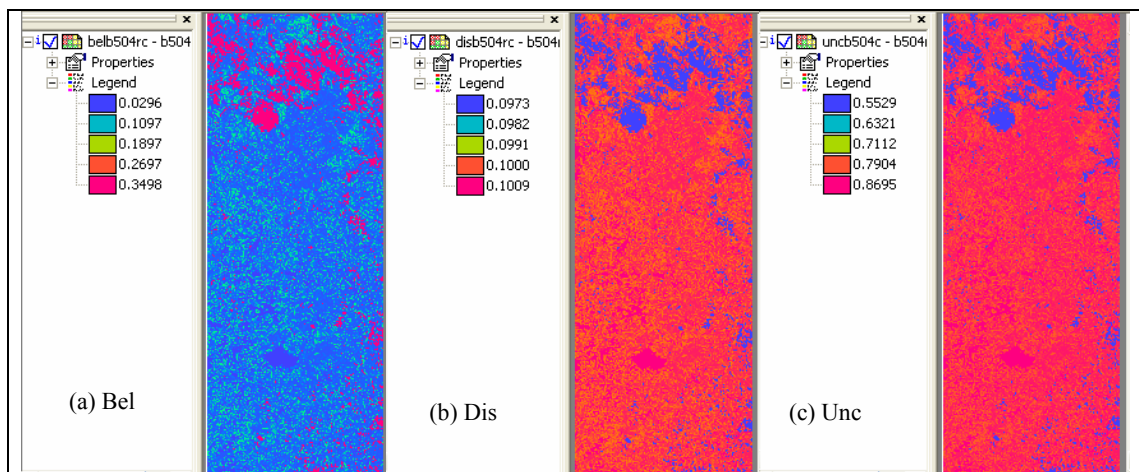 belb504rc - b504
Properties
Legend
0.0296
0.1097
0.1897
0.2697
0.3498
(a) Bel
disb504rc - b504r
Properties
Legend
0.0973
0.0982
0.0991
0.1000
0.1009
(b) Dis
uncb504c - b504r
Properties
Legend
0.5529
0.6321
0.7112
0.7904
0.8695
(c) Unc